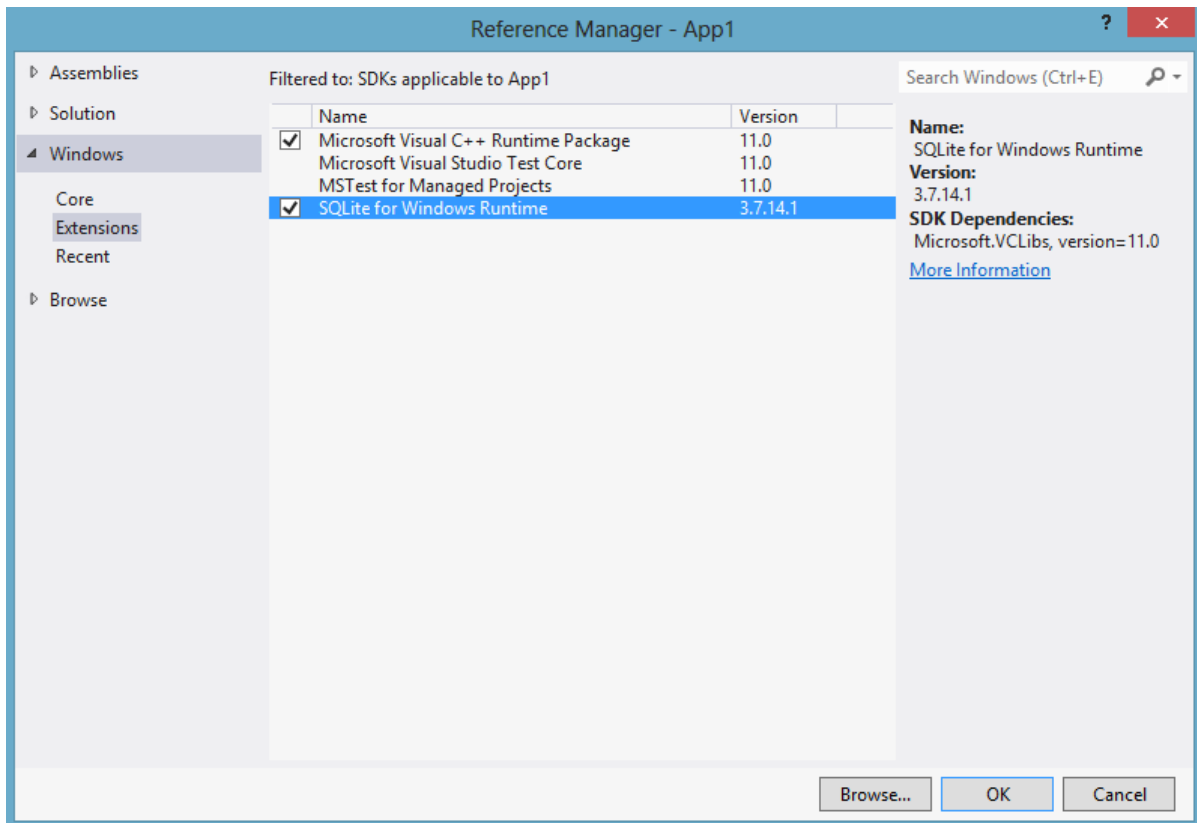 Reference Manager - App1
?
Assemblies
Solution
Windows
Core
Extensions
Recent
Browse
Filtered to: SDKs applicable to App1
Name Version
Microsoft Visual C++ Runtime Package 11.0
Microsoft Visual Studio Test Core 11.0
MSTest for Managed Projects 11.0
SQLite for Windows Runtime 3.7.14.1
Search Windows (Ctrl+E)
Name:
SQLite for Windows Runtime
Version:
3.7.14.1
SDK Dependencies:
Microsoft.VCLibs, version=11.0
More Information
Browse... OK Cancel